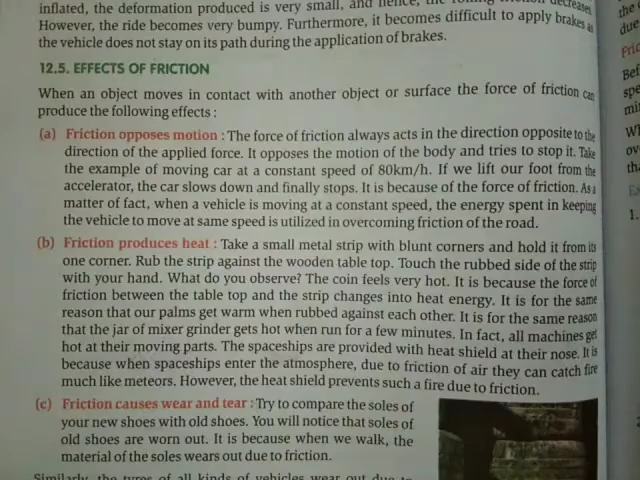 inflated, the deformation produced is very small, and hence, the rolling friction decreases
However, the ride becomes very bumpy. Furthermore, it becomes difficult to apply brakes as
the vehicle does not stay on its path during the application of brakes.
12.5. EFFECTS OF FRICTION
When an object moves in contact with another object or surface the force of friction can
produce the following effects :
(a) Friction opposes motion : The force of friction always acts in the direction opposite to the
direction of the applied force. It opposes the motion of the body and tries to stop it. Take
the example of moving car at a constant speed of 80km/h. If we lift our foot from the
accelerator, the car slows down and finally stops. It is because of the force of friction. As a
matter of fact, when a vehicle is moving at a constant speed, the energy spent in keeping
the vehicle to move at same speed is utilized in overcoming friction of the road.
(b) Friction produces heat : Take a small metal strip with blunt corners and hold it from its
one corner. Rub the strip against the wooden table top. Touch the rubbed side of the strip
with your hand. What do you observe? The coin feels very hot. It is because the force of
friction between the table top and the strip changes into heat energy. It is for the same
reason that our palms get warm when rubbed against each other. It is for the same reason
that the jar of mixer grinder gets hot when run for a few minutes. In fact, all machines get
hot at their moving parts. The spaceships are provided with heat shield at their nose. It is
because when spaceships enter the atmosphere, due to friction of air they can catch fire
much like meteors. However, the heat shield prevents such a fire due to friction.
(c) Friction causes wear and tear : Try to compare the soles of
your new shoes with old shoes. You will notice that soles of
old shoes are worn out. It is because when we walk, the
material of the soles wears out due to friction.
Similarly, the tyres of all kinds of vehicles wear out due to
the
due
Bef
spe
1.